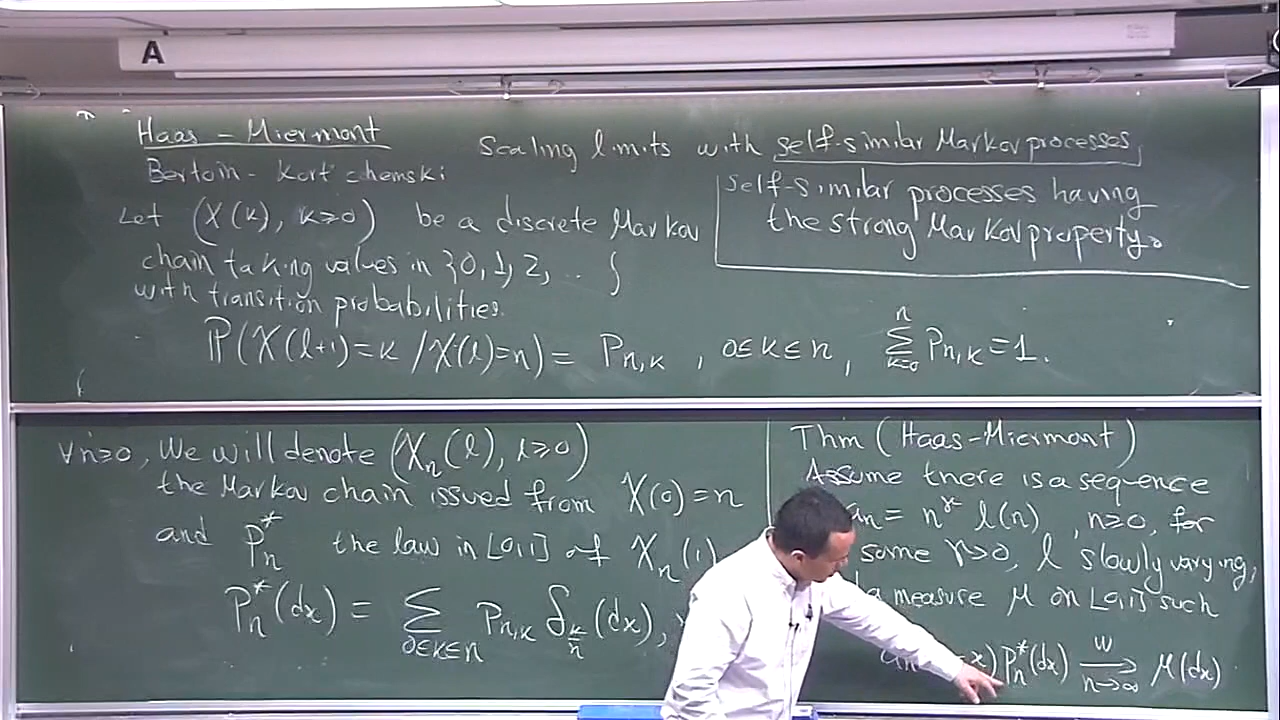 A
Haas - Miermont
Bertoin - Kortchemski
Scaling limits with self-similar Markov processes,
self-similar processes having
the strong Markov property.
Let (X(k), k≥0) be a discrete Markov
chain taking values in {0,1,2, ... }
with transition probabilities.
P(X(l+1)=k / X(l)=n) = P_{n,k} , 0≤k≤n, \sum_{k=0}^{n} P_{n,k}=1.
∀n≥0, We will denote (X_n(l), l≥0)
the Markov chain issued from X(0)=n
and P_n^* the law in [0,1] of X_n(1)
P_n^*(dx) = \sum_{0≤k≤n} P_{n,k} δ_{k/n}(dx),
Thm (Haas-Miermont)
Assume there is a sequence
a_n = n^γ l(n) , n≥0, for
some γ>0, l slowly varying,
a measure μ on [0,1] such
x) P_n^*(dx) \xrightarrow[n→∞]{w} μ(dx)